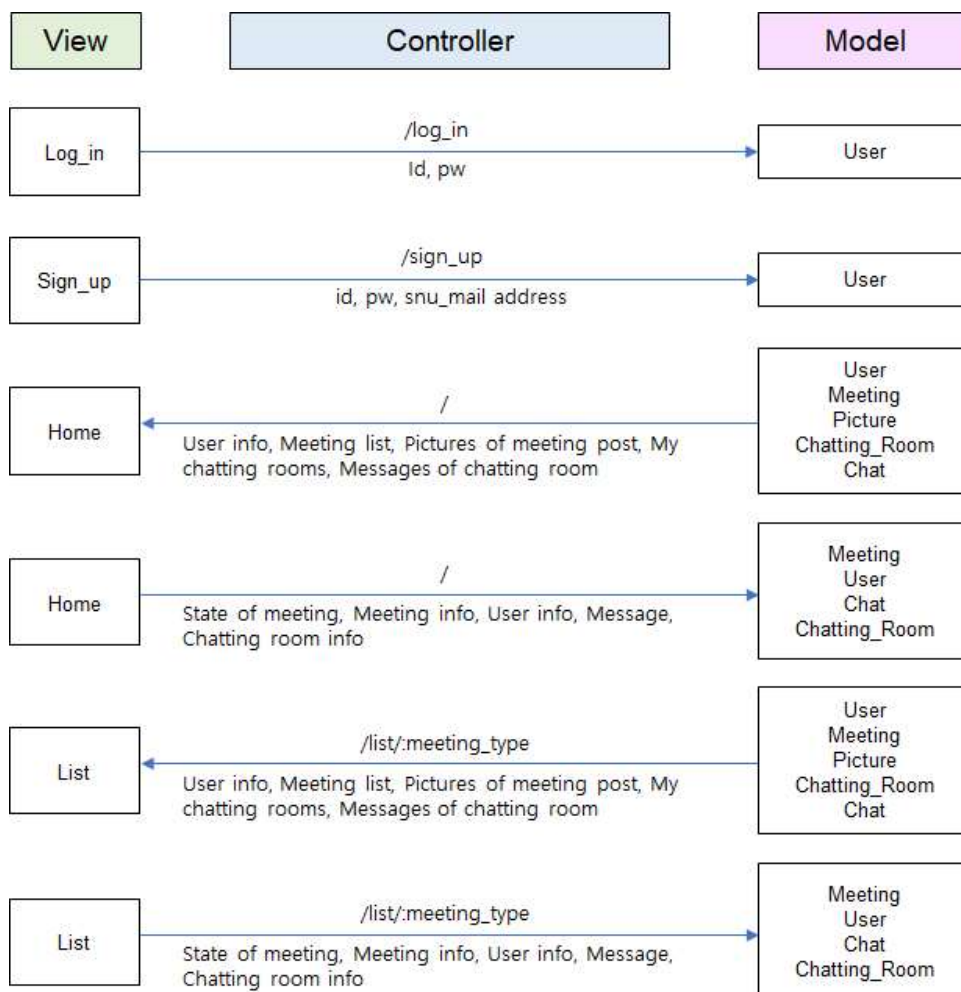 View
Controller
Model
Log_in
/log_in
Id, pw
User
Sign_up
/sign_up
id, pw, snu_mail address
User
Home
/
User info, Meeting list, Pictures of meeting post, My
chatting rooms, Messages of chatting room
User
Meeting
Picture
Chatting_Room
Chat
Home
/
State of meeting, Meeting info, User info, Message,
Chatting room info
Meeting
User
Chat
Chatting_Room
List
/list/:meeting_type
User info, Meeting list, Pictures of meeting post, My
chatting rooms, Messages of chatting room
User
Meeting
Picture
Chatting_Room
Chat
List
/list/:meeting_type
State of meeting, Meeting info, User info, Message,
Chatting room info
Meeting
User
Chat
Chatting_Room